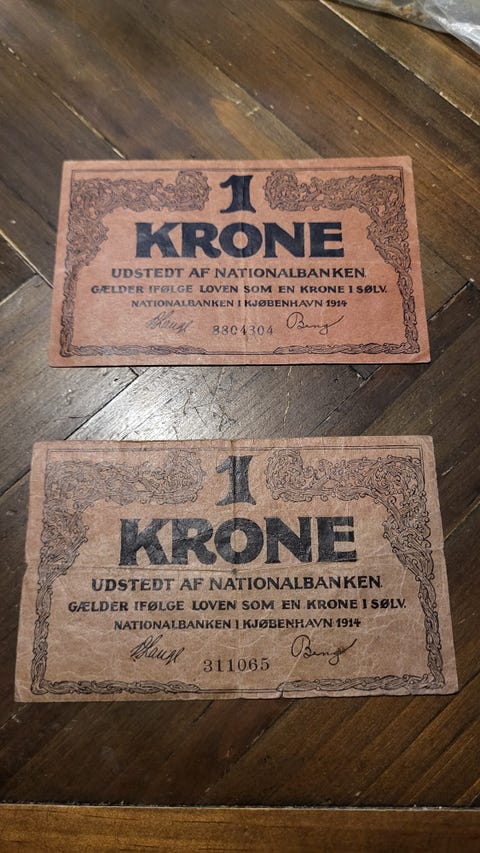 1
KRONE
UDSTEDT AF NATIONALBANKEN.
GÆLDER IFØLGE LOVEN SOM EN KRONE I SØLV.
NATIONALBANKEN I KJØBENHAVN 1914
8804304
1
KRONE
UDSTEDT AF NATIONALBANKEN.
GÆLDER IFØLGE LOVEN SOM EN KRONE I SØLV.
NATIONALBANKEN I KJØBENHAVN 1914
311065